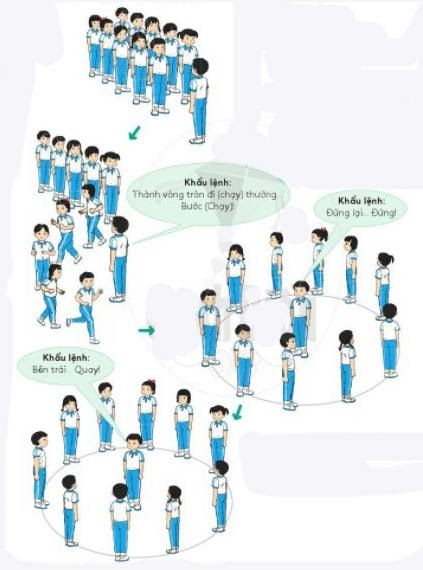 Khẩu lệnh:
Thành vòng tròn đi (chạy) thường...
Bước (Chạy)!
Khẩu lệnh:
Đứng lại... Đứng!
Khẩu lệnh:
Bên trái... Quay!